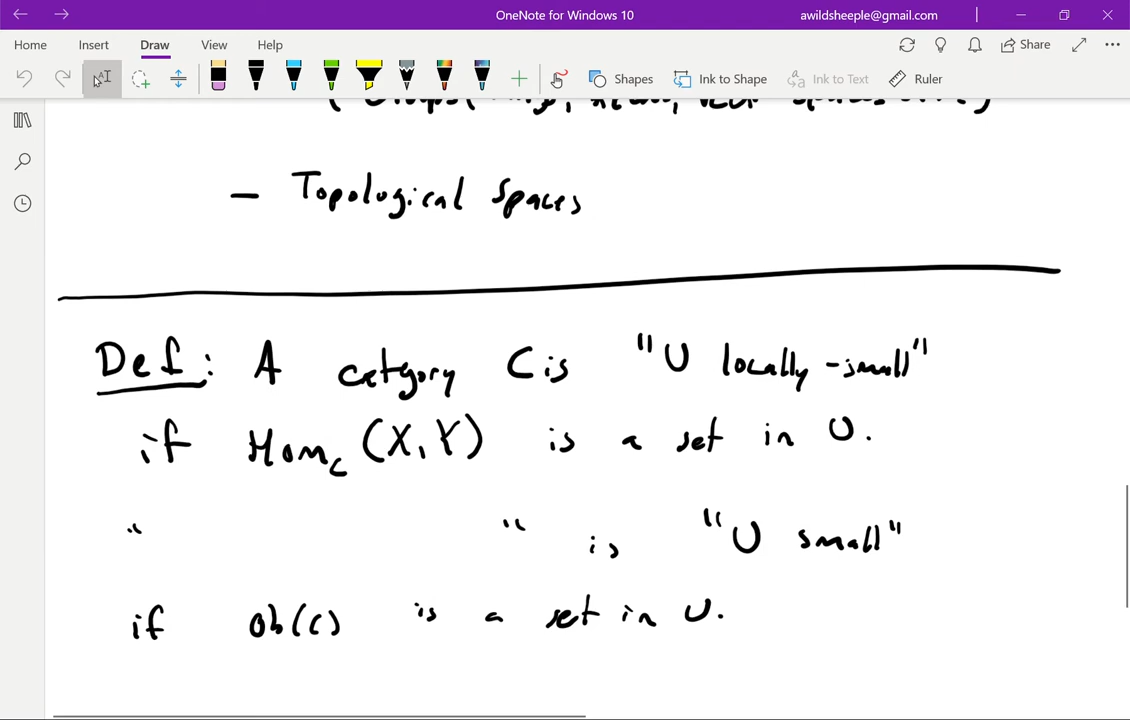 OneNote for Windows 10
awildsheeple@gmail.com
Home Insert Draw View Help
Share
Shapes Ink to Shape Ink to Text Ruler
- Topological Spaces
Def: A category C is "U locally-small"
if Hom_C (X,Y) is a set in U.
" " is "U small"
if Ob(C) is a set in U.